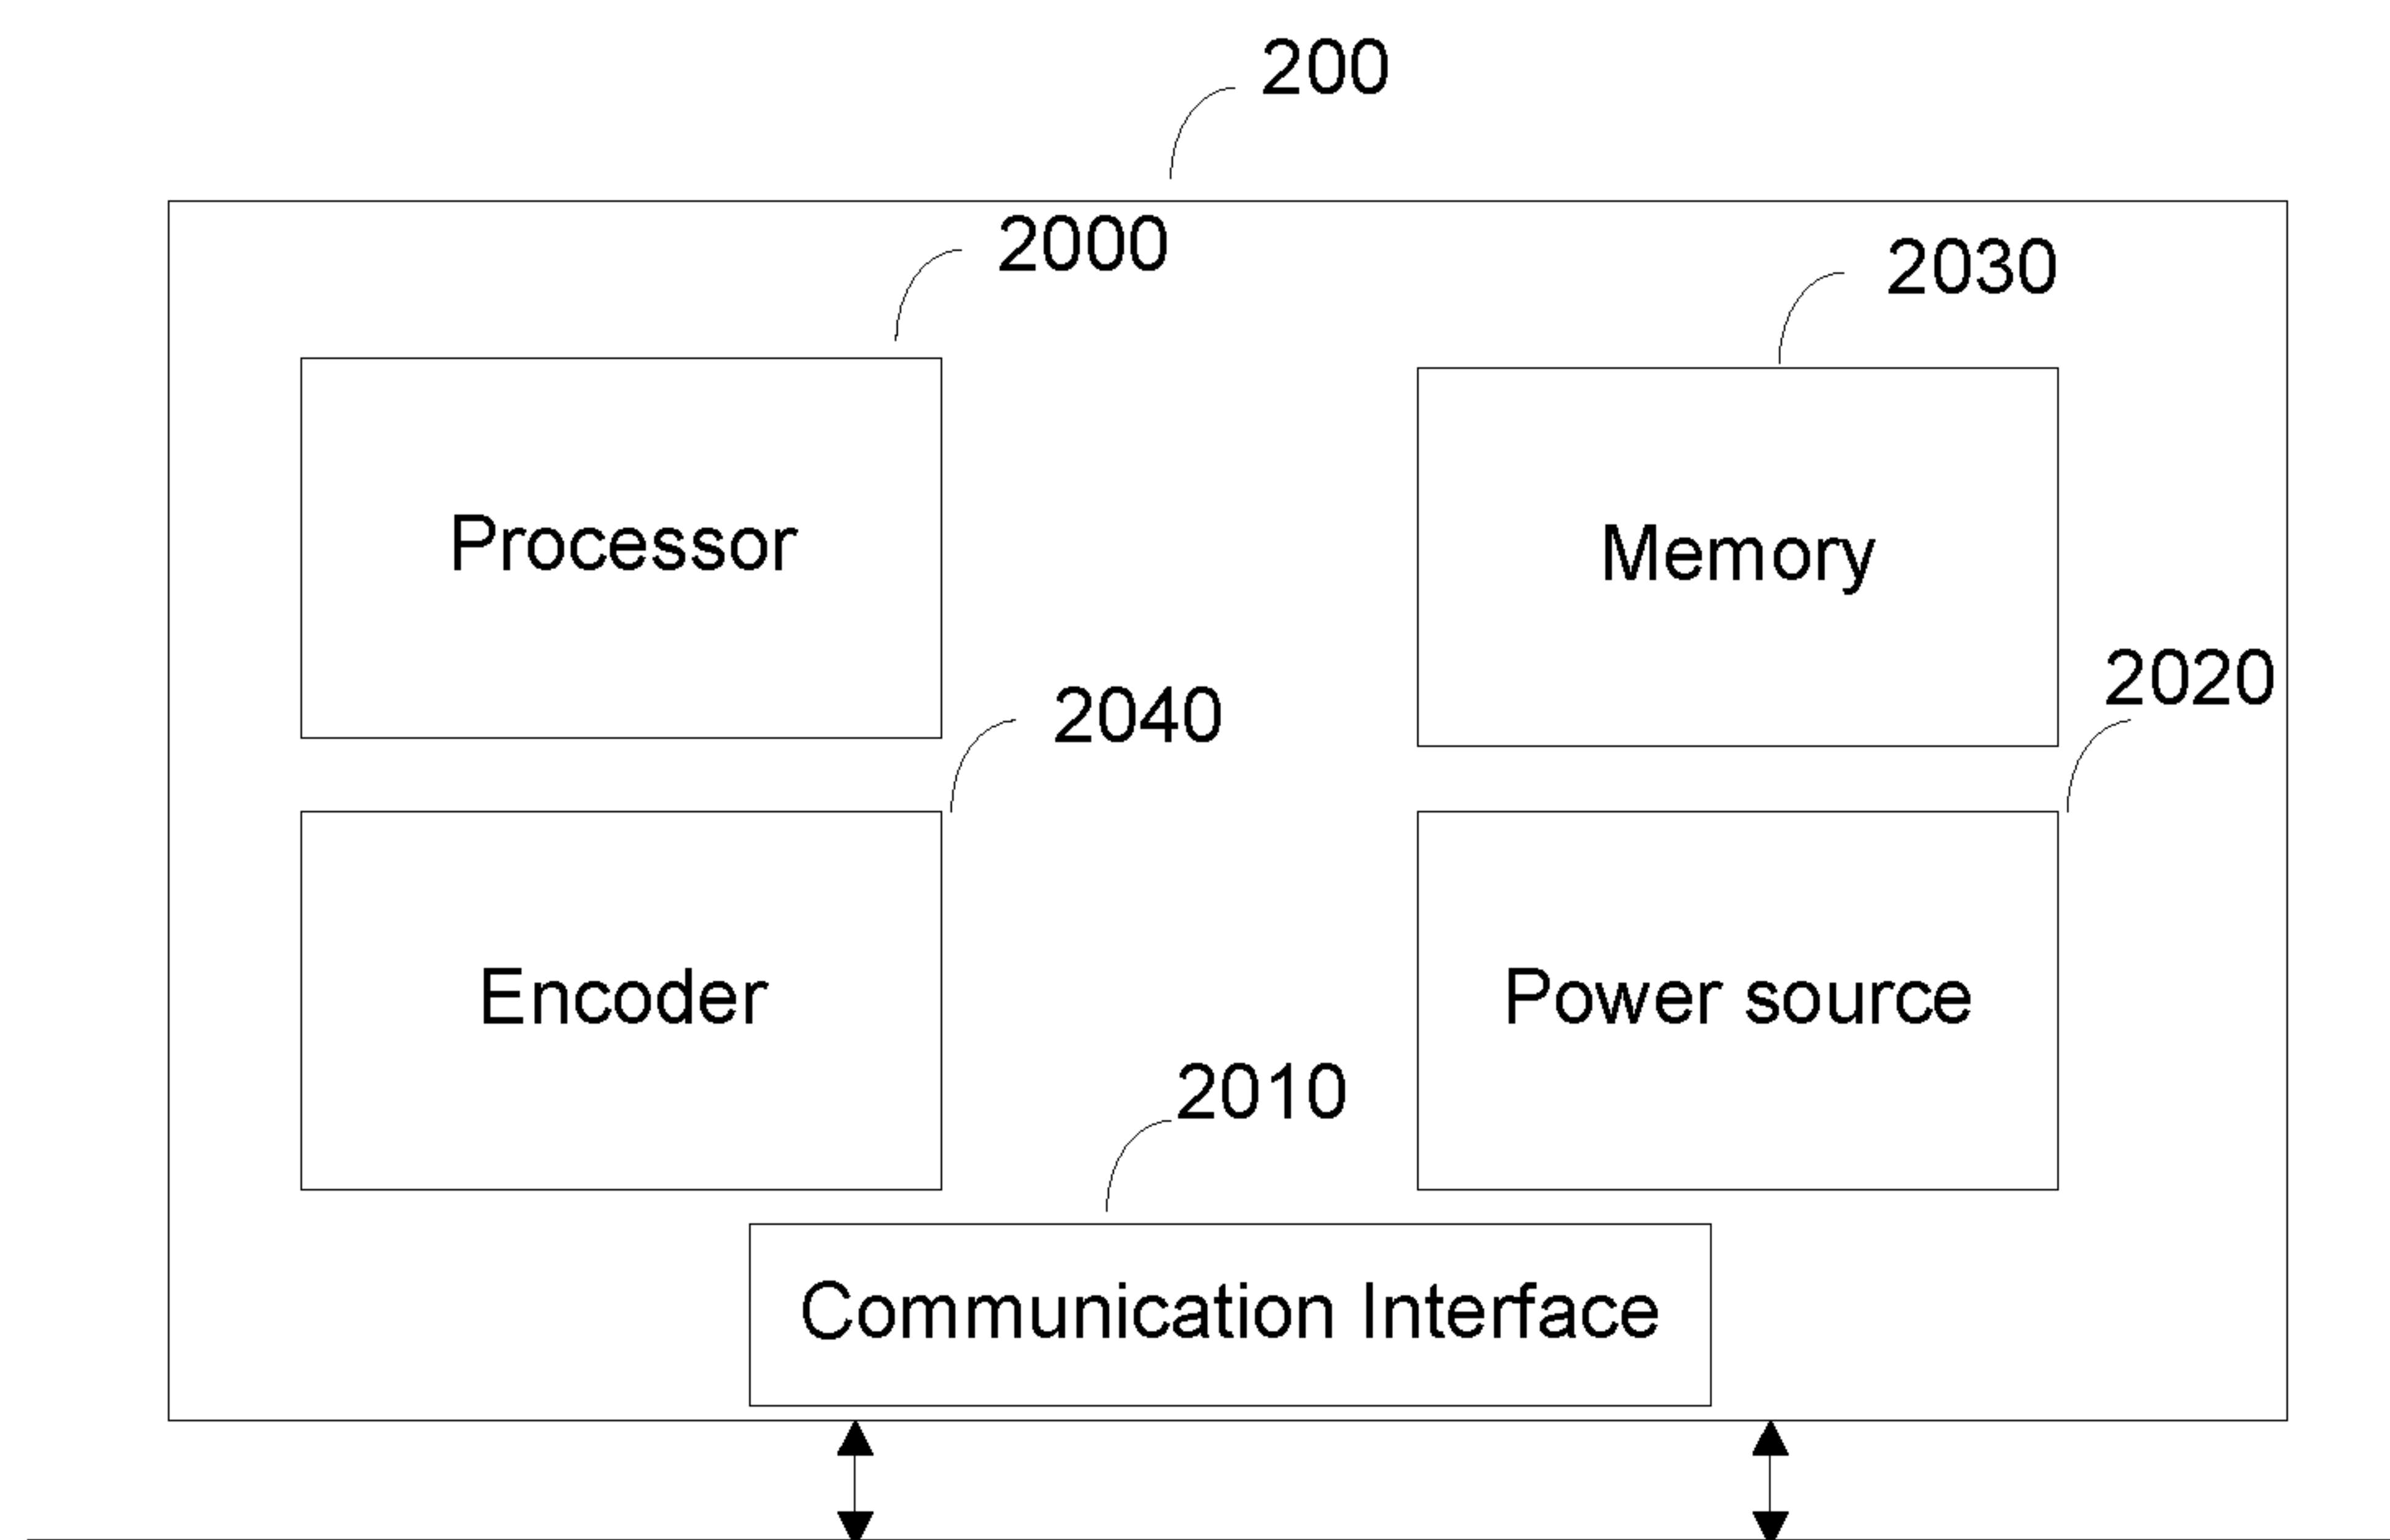 200
2000
2030
Processor
Memory
2040
2020
Encoder
Power source
2010
Communication Interface